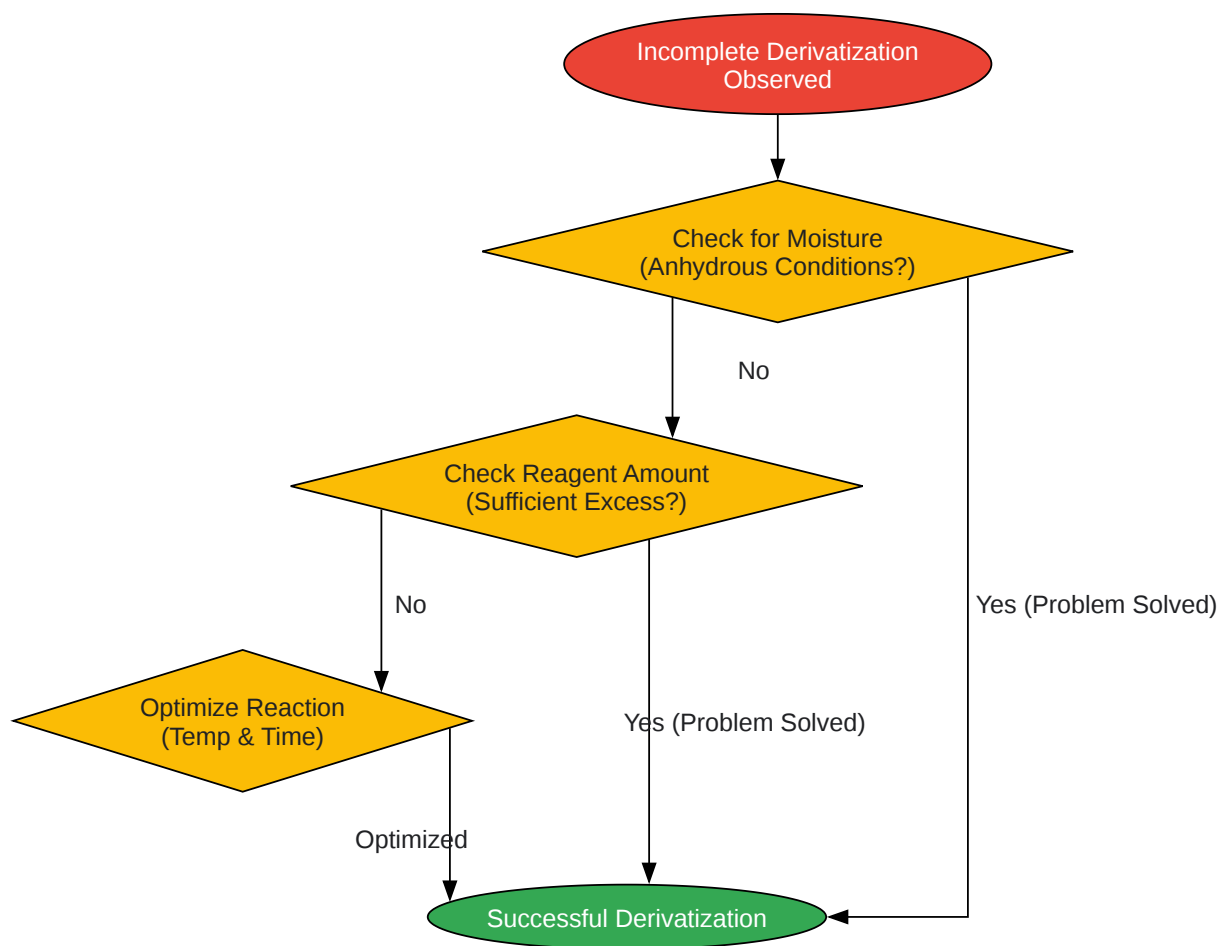 Incomplete Derivatization
Observed
Check for Moisture
(Anhydrous Conditions?)
No
Check Reagent Amount
(Sufficient Excess?)
No
Yes (Problem Solved)
Optimize Reaction
(Temp & Time)
Yes (Problem Solved)
Optimized
Successful Derivatization